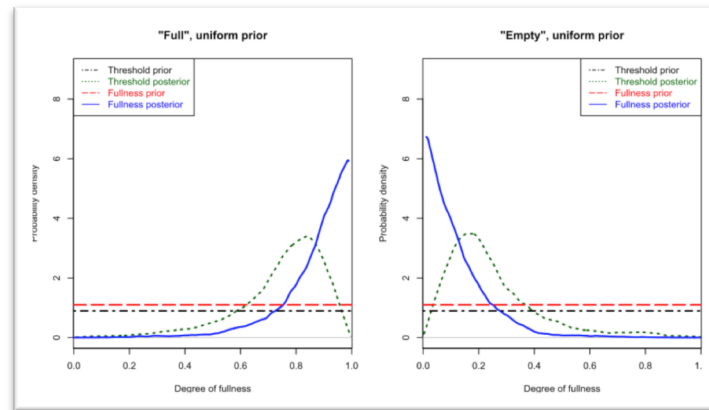 "Full", uniform prior
Threshold prior
Threshold posterior
Fullness prior
Fullness posterior
8
6
4
2
0
Probability density
0.0 0.2 0.4 0.6 0.8 1.0
Degree of fullness
"Empty", uniform prior
Threshold prior
Threshold posterior
Fullness prior
Fullness posterior
8
6
4
2
0
Probability density
0.0 0.2 0.4 0.6 0.8 1.
Degree of fullness